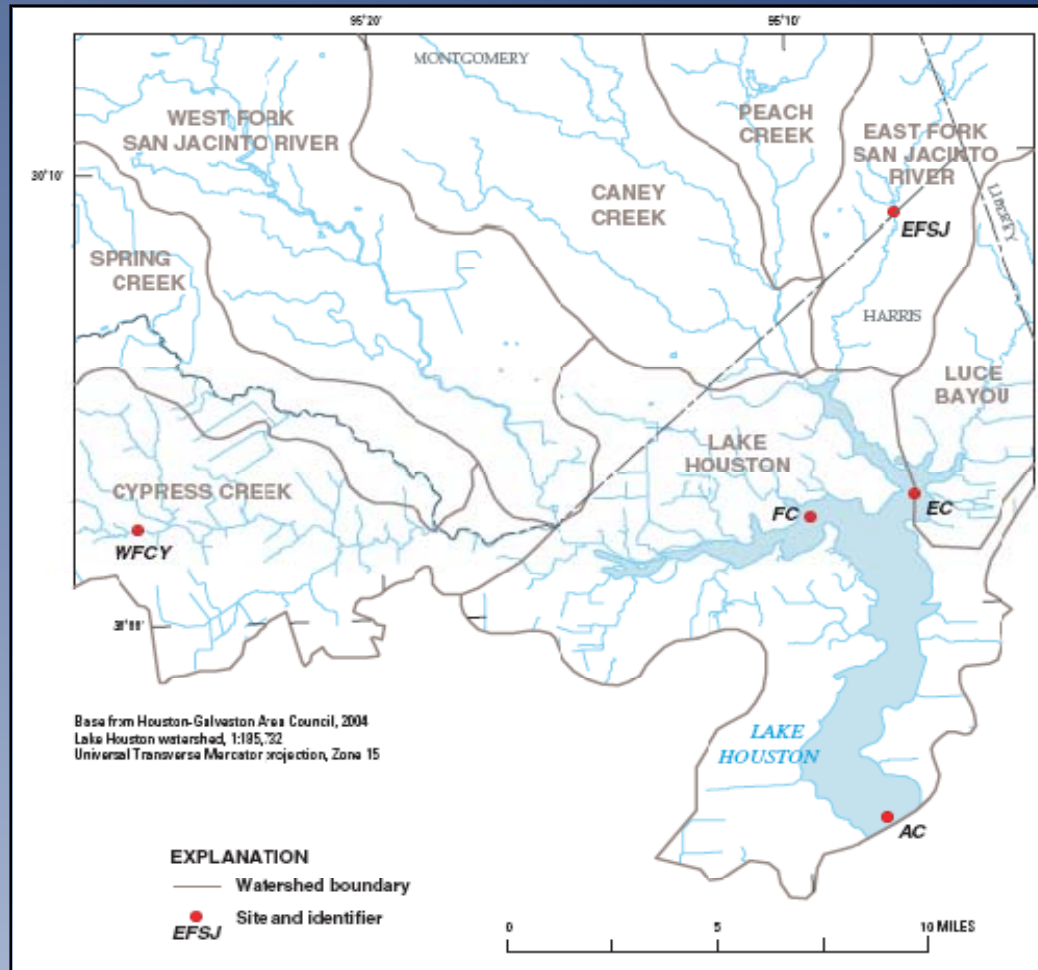 95°20'
95°10'
MONTGOMERY
WEST FORK
SAN JACINTO RIVER
PEACH
CREEK
EAST FORK
SAN JACINTO
RIVER
30°10'
CANEY
CREEK
LIBERTY
EFSJ
SPRING
CREEK
HARRIS
LUCE
BAYOU
LAKE
HOUSTON
CYPRESS CREEK
FC
EC
WFCY
Base from Houston-Galveston Area Council, 2004
Lake Houston watershed,
Universal Transverse Mercator projection, Zone 15
LAKE
HOUSTON
AC
EXPLANATION
Watershed boundary
Site and identifier
EFSJ
0 5 10 MILES